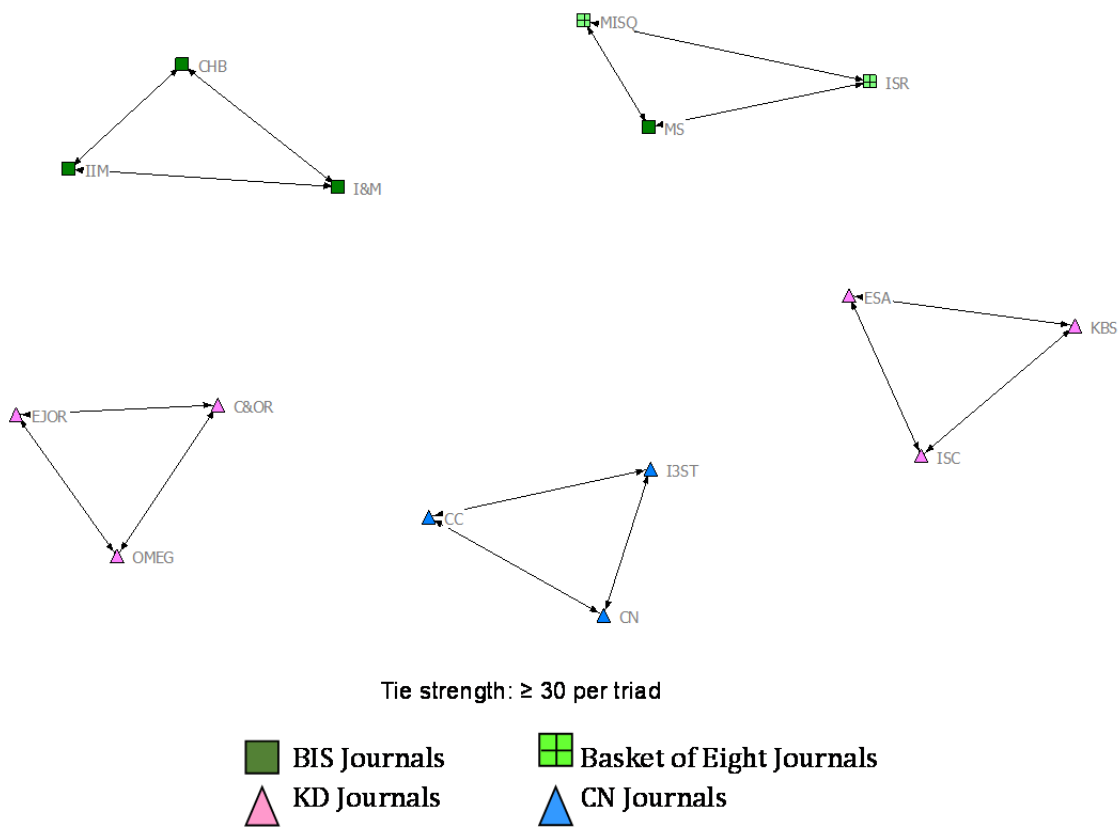 MISQ
CHB
ISR
MS
IIM
I&M
ESA
KBS
C&OR
EJOR
ISC
I3ST
CC
OMEG
CN
Tie strength: ≥ 30 per triad
BIS Journals
Basket of Eight Journals
KD Journals
CN Journals